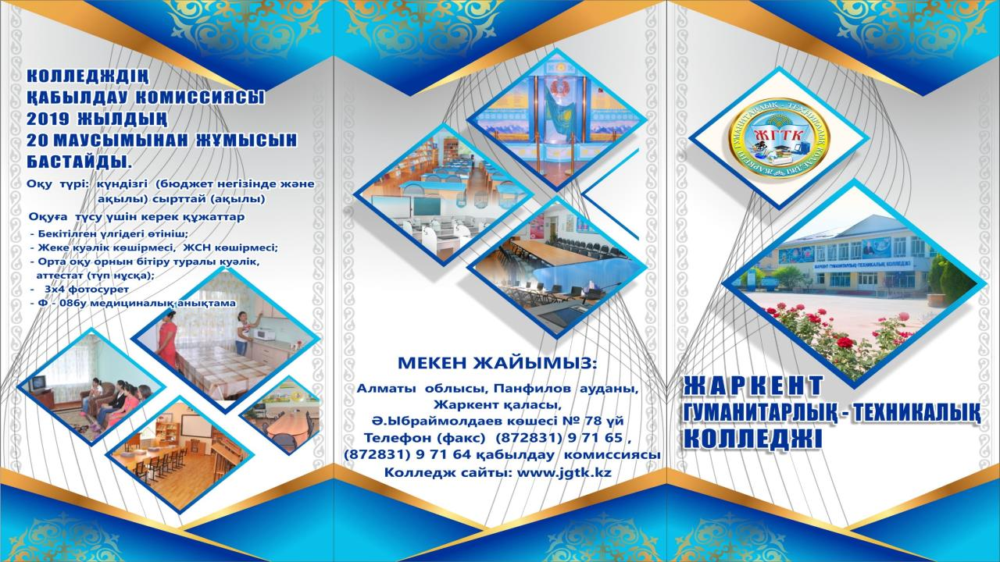 КОЛЛЕДЖДІҢ
ҚАБЫЛДАУ КОМИССИЯСЫ
2019 ЖЫЛДЫҢ
20 МАУСЫМЫНАН ЖҰМЫСЫН
БАСТАЙДЫ.
Оқу түрі: күндізгі (бюджет негізінде және
ақылы) сырттай (ақылы)
Оқуға түсу үшін керек құжаттар
- Бекітілген үлгідегі өтініш;
- Жеке куәлік көшірмесі, ЖСН көшірмесі;
- Орта оқу орнын бітіру туралы куәлік,
аттестат (түп нұсқа);
- 3х4 фотосурет
- Ф - 086у медициналық анықтама
МЕКЕН ЖАЙЫМЫЗ:
Алматы облысы, Панфилов ауданы,
Жаркент қаласы,
Ә.Ыбраймолдаев көшесі № 78 үй
Телефон (факс) (872831) 9 71 65 ,
(872831) 9 71 64 қабылдау комиссиясы
Колледж сайты: www.jgtk.kz
ЖАРКЕНТ ГУМАНИТАРЛЫҚ - ТЕХНИКАЛЫҚ КОЛЛЕДЖІ
ЖГТК
ЖАРКЕНТ ГУМАНИТАРЛЫҚ-ТЕХНИКАЛЫҚ КОЛЛЕДЖІ
ЖАРКЕНТ
ГУМАНИТАРЛЫҚ - ТЕХНИКАЛЫҚ
КОЛЛЕДЖІ